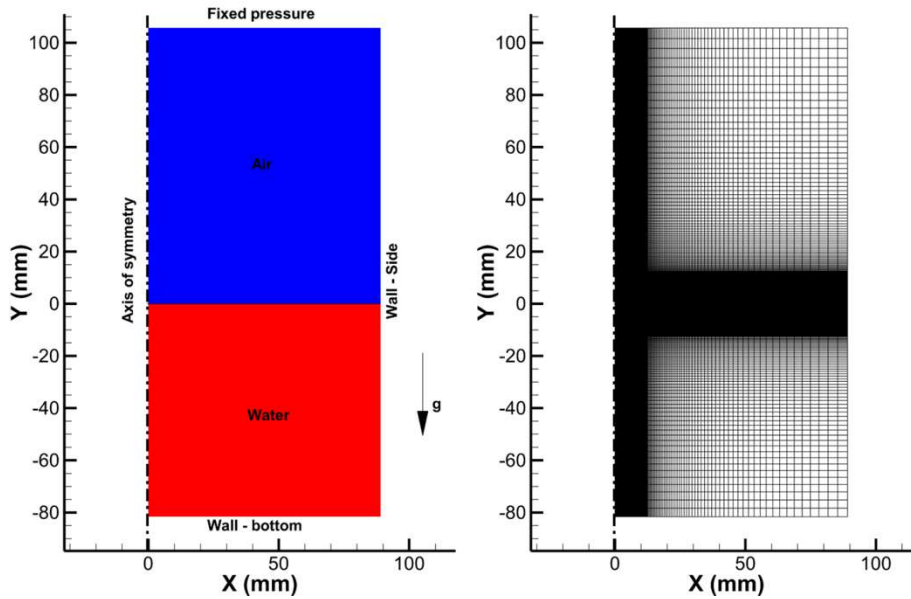 Fixed pressure
100
80
60
40
20
0
-20
-40
-60
-80
Y (mm)
Axis of symmetry
Air
Wall - Side
Water
g
Wall - bottom
0
50
100
X (mm)
100
80
60
40
20
0
-20
-40
-60
-80
Y (mm)
0
50
100
X (mm)